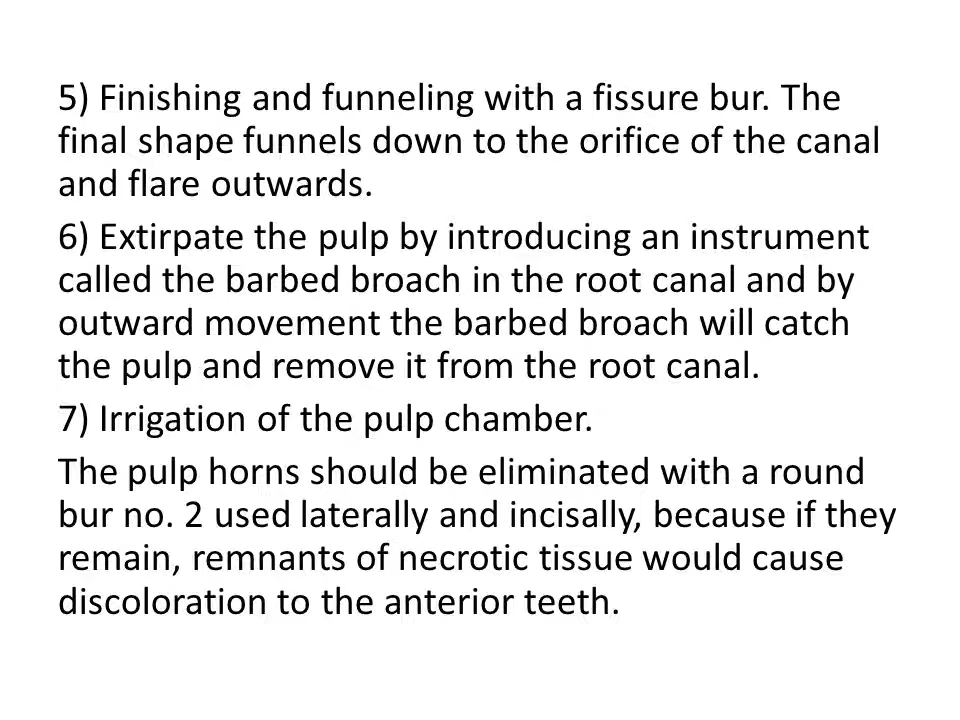 5) Finishing and funneling with a fissure bur. The
final shape funnels down to the orifice of the canal
and flare outwards.
6) Extirpate the pulp by introducing an instrument
called the barbed broach in the root canal and by
outward movement the barbed broach will catch
the pulp and remove it from the root canal.
7) Irrigation of the pulp chamber.
The pulp horns should be eliminated with a round
bur no. 2 used laterally and incisally, because if they
remain, remnants of necrotic tissue would cause
discoloration to the anterior teeth.